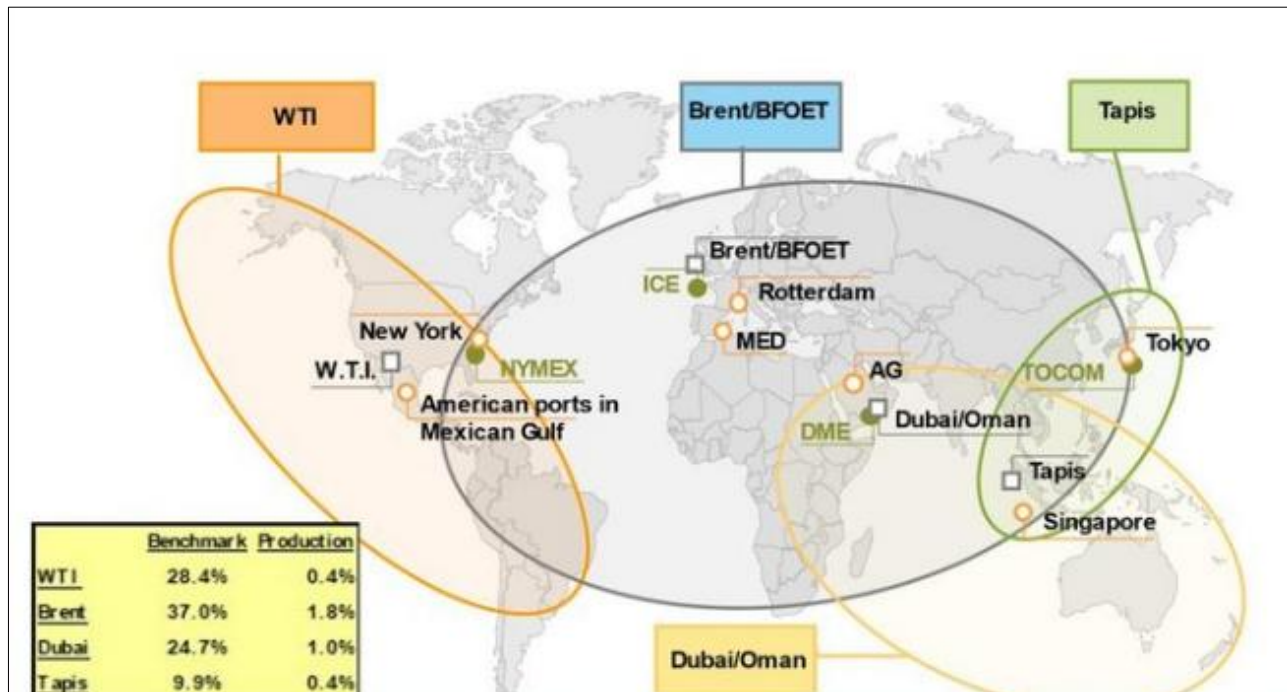 WTI
Brent/BFOET
Tapis
Brent/BFOET
ICE
Rotterdam
New York
MED
Tokyo
W.T.I.
NYMEX
AG
TOCOM
American ports in
Mexican Gulf
DME
Dubai/Oman
Tapis
Singapore
Benchmark Production
WTI 28.4% 0.4%
Brent 37.0% 1.8%
Dubai 24.7% 1.0%
Tapis 9.9% 0.4%
Dubai/Oman